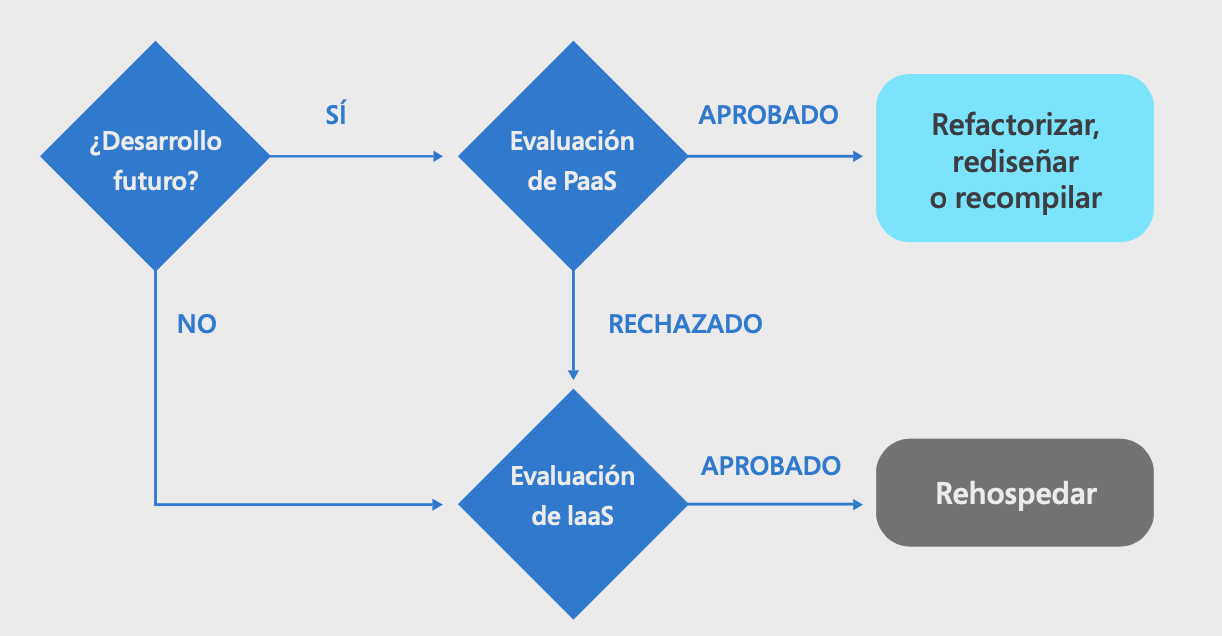 ¿Desarrollo
futuro?
SÍ
Evaluación
de PaaS
APROBADO
Refactorizar,
rediseñar
o recompilar
NO
RECHAZADO
Evaluación
de IaaS
APROBADO
Rehospedar